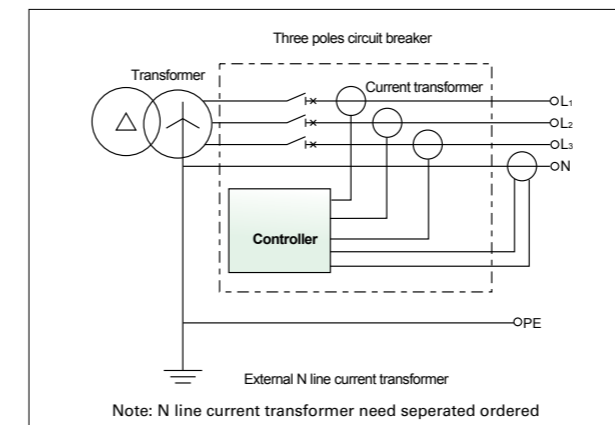 Three poles circuit breaker
Transformer
Current transformer
L1
L2
L3
N
Controller
PE
External N line current transformer
Note: N line current transformer need seperated ordered